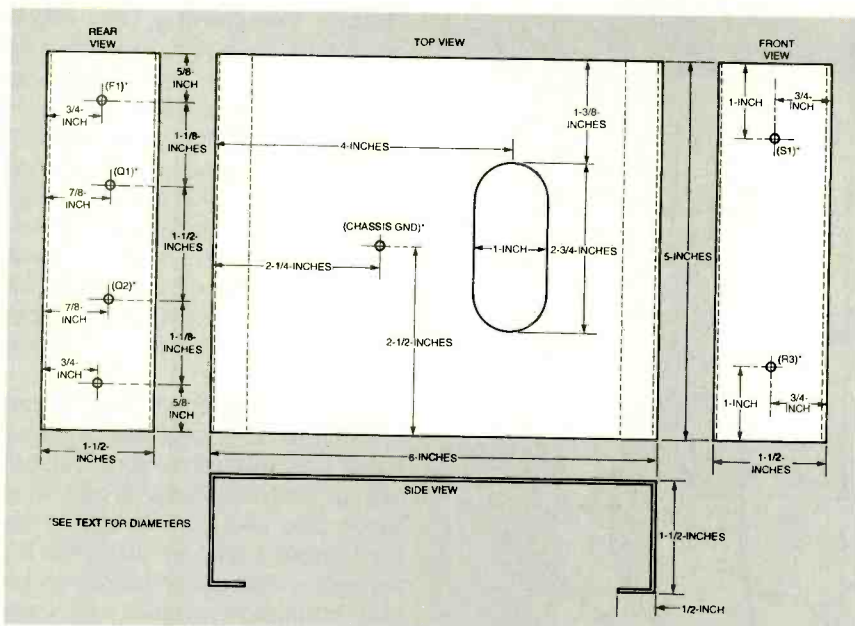 REAR
VIEW
TOP VIEW
FRONT
VIEW
5/8-
INCH
(F1)*
3/4-
INCH
1-1/8-
INCHES
(Q1)*
7/8-
INCH
1-1/2-
INCHES
(Q2)*
7/8-
INCH
1-1/8-
INCHES
3/4-
INCH
5/8-
INCH
1-1/2-
INCHES
1-3/8-
INCHES
4-INCHES
(CHASSIS GND)*
2-1/4-INCHES
1-INCH
2-3/4-INCHES
2-1/2-
INCHES
5-INCHES
6-INCHES
1-INCH
3/4-
INCH
(S1)*
(R3)*
1-INCH
3/4-
INCH
1-1/2-
INCHES
SIDE VIEW
*SEE TEXT FOR DIAMETERS
1-1/2-INCHES
1/2-INCH